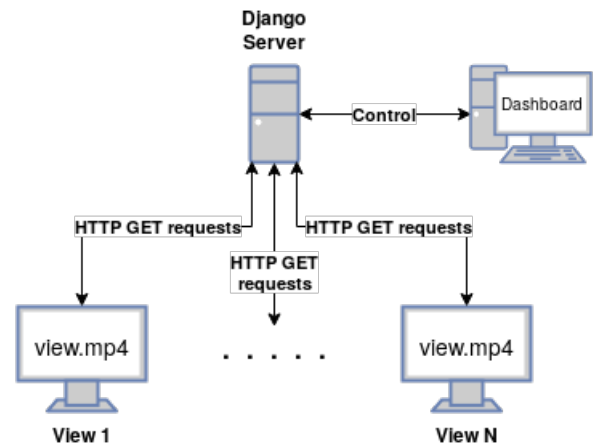 Django
Server
Control
Dashboard
HTTP GET requests
HTTP GET
requests
HTTP GET requests
view.mp4
. . . . .
view.mp4
View 1
View N